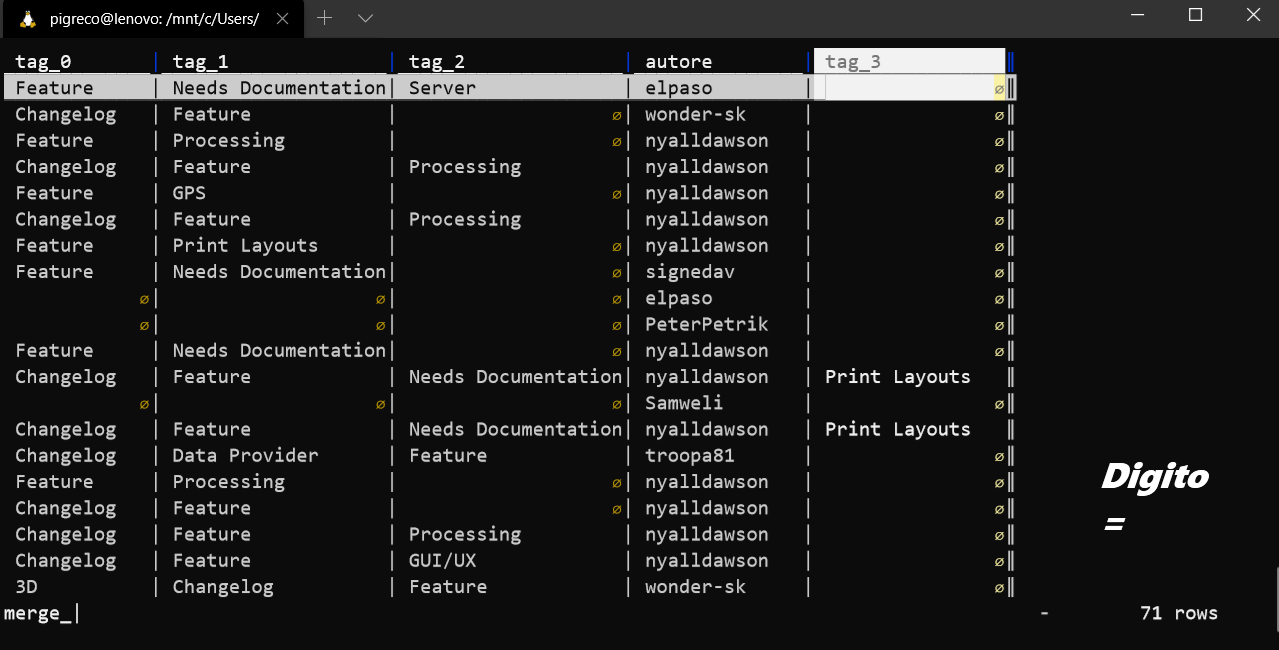 pigreco@lenovo: /mnt/c/Users/
tag_0 | tag_1 | tag_2 | autore | tag_3 ║
Feature | Needs Documentation| Server | elpaso | ∅║
Changelog | Feature | ∅| wonder-sk | ∅║
Feature | Processing | ∅| nyalldawson | ∅║
Changelog | Feature | Processing | nyalldawson | ∅║
Feature | GPS | ∅| nyalldawson | ∅║
Changelog | Feature | Processing | nyalldawson | ∅║
Feature | Print Layouts | ∅| nyalldawson | ∅║
Feature | Needs Documentation| ∅| signedav | ∅║
∅| ∅| ∅| elpaso | ∅║
∅| ∅| ∅| PeterPetrik | ∅║
Feature | Needs Documentation| ∅| nyalldawson | ∅║
Changelog | Feature | Needs Documentation| nyalldawson | Print Layouts ║
∅| ∅| ∅| Samweli | ∅║
Changelog | Feature | Needs Documentation| nyalldawson | Print Layouts ║
Changelog | Data Provider | Feature | troopa81 | ∅║
Feature | Processing | ∅| nyalldawson | ∅║
Changelog | Feature | ∅| nyalldawson | ∅║
Changelog | Feature | Processing | nyalldawson | ∅║
Changelog | Feature | GUI/UX | nyalldawson | ∅║
3D | Changelog | Feature | wonder-sk | ∅║
merge_ - 71 rows
Digito
=